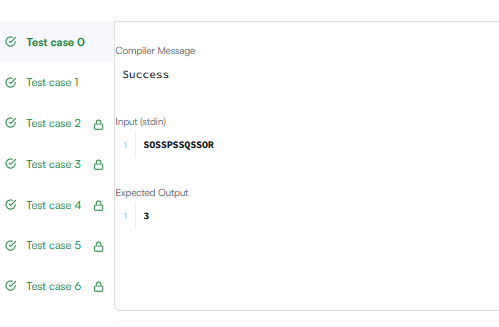 Test case 0
Test case 1
Test case 2
Test case 3
Test case 4
Test case 5
Test case 6
Compiler Message
Success
Input (stdin)
1 SOSSPSSQSSOR
Expected Output
1 3